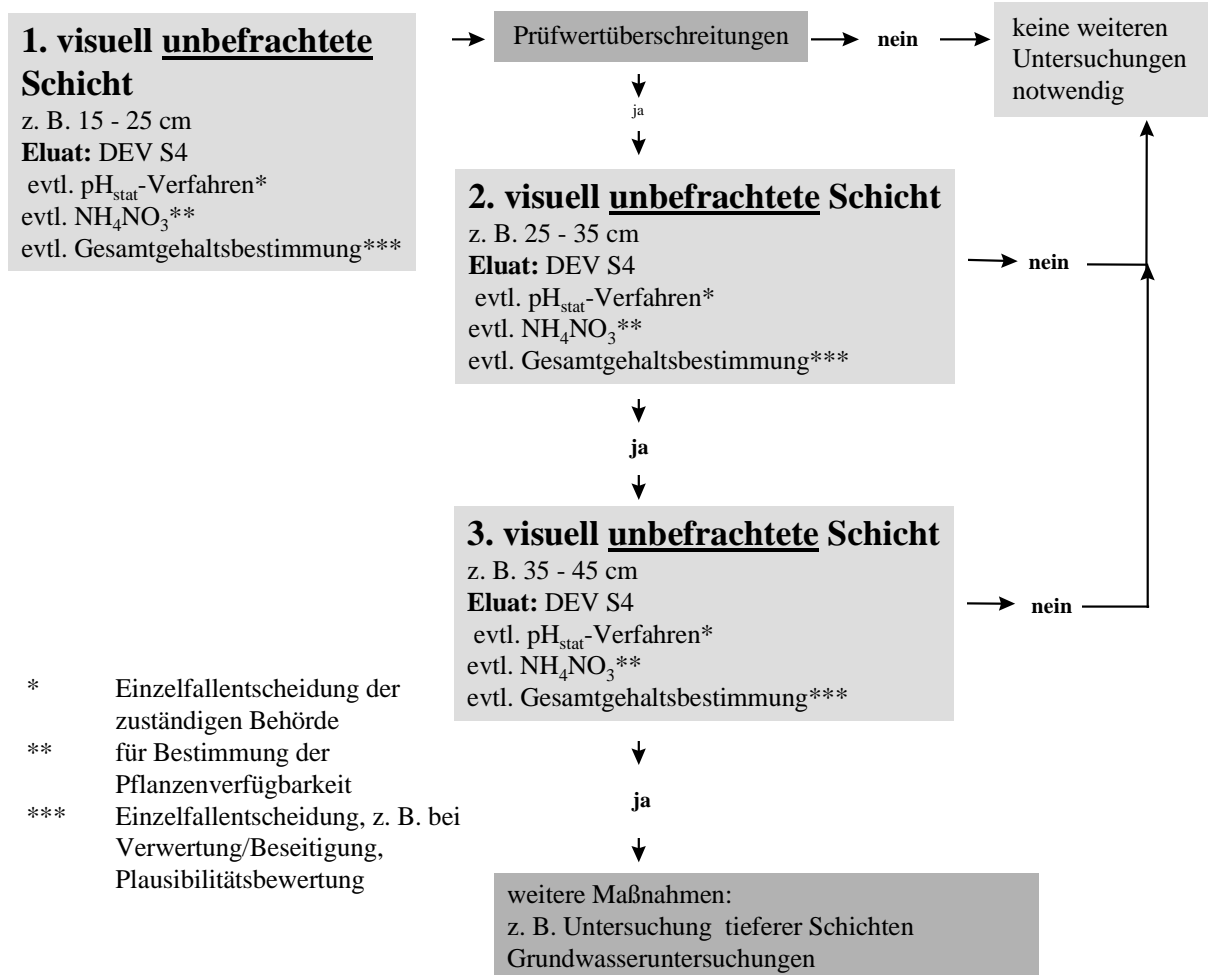 1. visuell unbefrachtete
Schicht
z. B. 15 - 25 cm
Eluat: DEV S4
evtl. pHstat-Verfahren*
evtl. NH4NO3**
evtl. Gesamtgehaltsbestimmung***
Prüfwertüberschreitungen
nein
keine weiteren
Untersuchungen
notwendig
ja
2. visuell unbefrachtete Schicht
z. B. 25 - 35 cm
Eluat: DEV S4
evtl. pHstat-Verfahren*
evtl. NH4NO3**
evtl. Gesamtgehaltsbestimmung***
nein
ja
3. visuell unbefrachtete Schicht
z. B. 35 - 45 cm
Eluat: DEV S4
evtl. pHstat-Verfahren*
evtl. NH4NO3**
evtl. Gesamtgehaltsbestimmung***
nein
* Einzelfallentscheidung der
zuständigen Behörde
** für Bestimmung der
Pflanzenverfügbarkeit
*** Einzelfallentscheidung, z. B. bei
Verwertung/Beseitigung,
Plausibilitätsbewertung
ja
weitere Maßnahmen:
z. B. Untersuchung tieferer Schichten
Grundwasseruntersuchungen